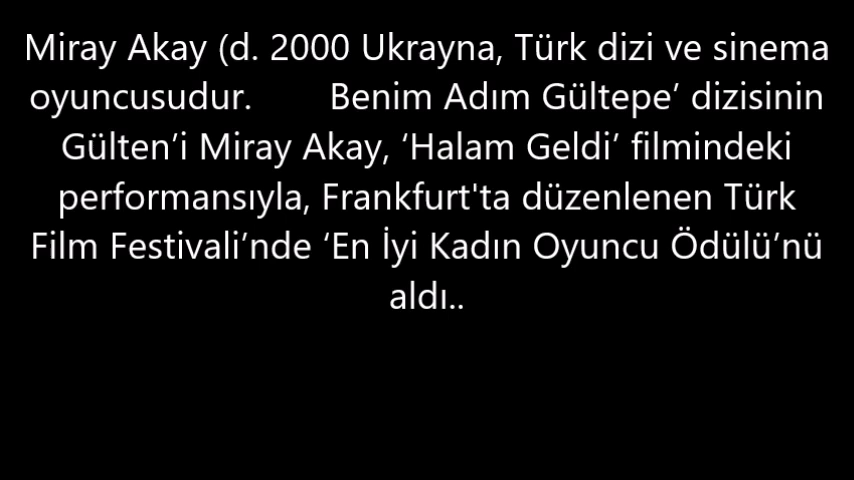 Miray Akay (d. 2000 Ukrayna, Türk dizi ve sinema
oyuncusudur. Benim Adım Gültepe’ dizisinin
Gülten’i Miray Akay, ‘Halam Geldi’ filmindeki
performansıyla, Frankfurt'ta düzenlenen Türk
Film Festivali’nde ‘En İyi Kadın Oyuncu Ödülü’nü
aldı..